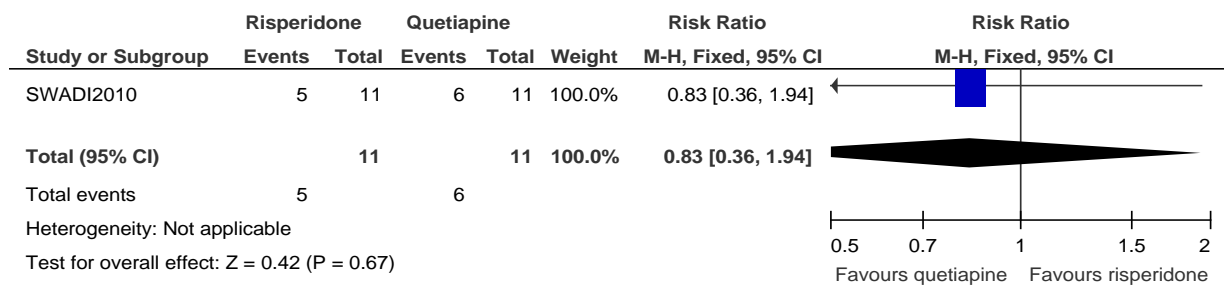 Risperidone Quetiapine Risk Ratio Risk Ratio
Study or Subgroup Events Total Events Total Weight M-H, Fixed, 95% CI M-H, Fixed, 95% CI
SWADI2010 5 11 6 11 100.0% 0.83 [0.36, 1.94]
Total (95% CI) 11 11 100.0% 0.83 [0.36, 1.94]
Total events 5 6
Heterogeneity: Not applicable
Test for overall effect: Z = 0.42 (P = 0.67)
0.5 0.7 1 1.5 2
Favours quetiapine Favours risperidone